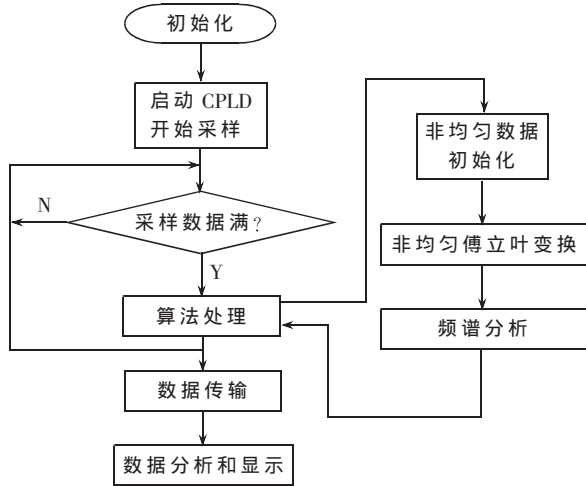 初始化
启动 CPLD
开始采样
N
采样数据满?
Y
算法处理
数据传输
数据分析和显示
非均匀数据
初始化
非均匀傅立叶变换
频谱分析